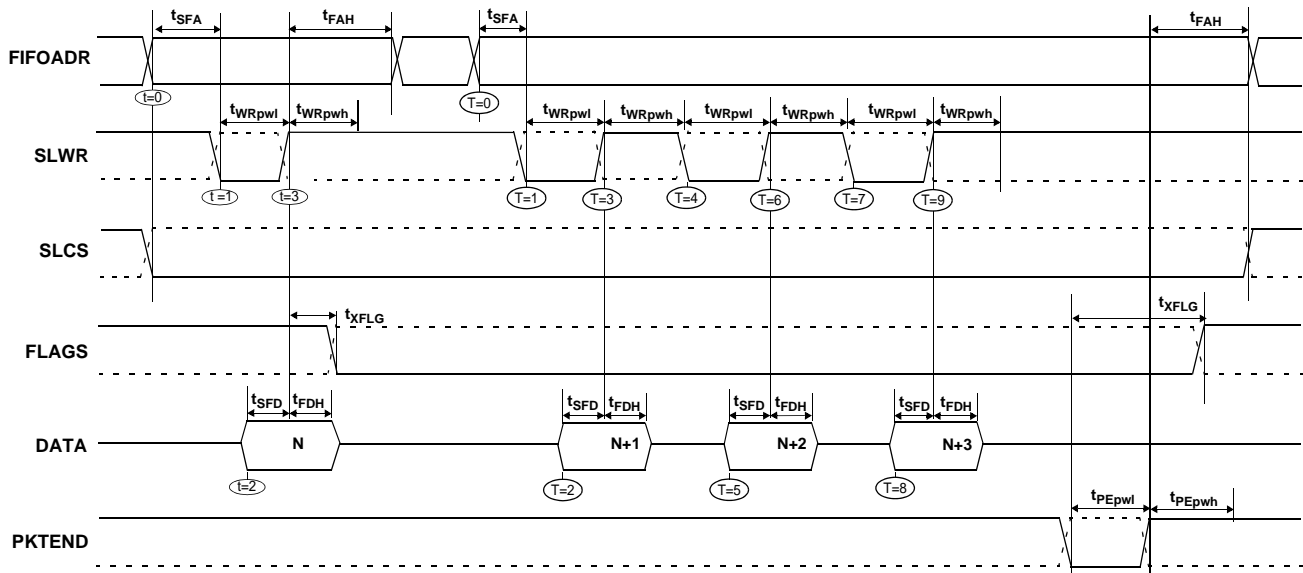 tSFA tFAH tSFA tFAH
FIFOADR
t=0 T=0
tWRpwl tWRpwh tWRpwl tWRpwh tWRpwl tWRpwh tWRpwl tWRpwh
SLWR
t =1 t=3 T=1 T=3 T=4 T=6 T=7 T=9
SLCS
tXFLG tXFLG
FLAGS
tSFD tFDH tSFD tFDH tSFD tFDH tSFD tFDH
DATA N N+1 N+2 N+3
t=2 T=2 T=5 T=8
tPEpwl tPEpwh
PKTEND